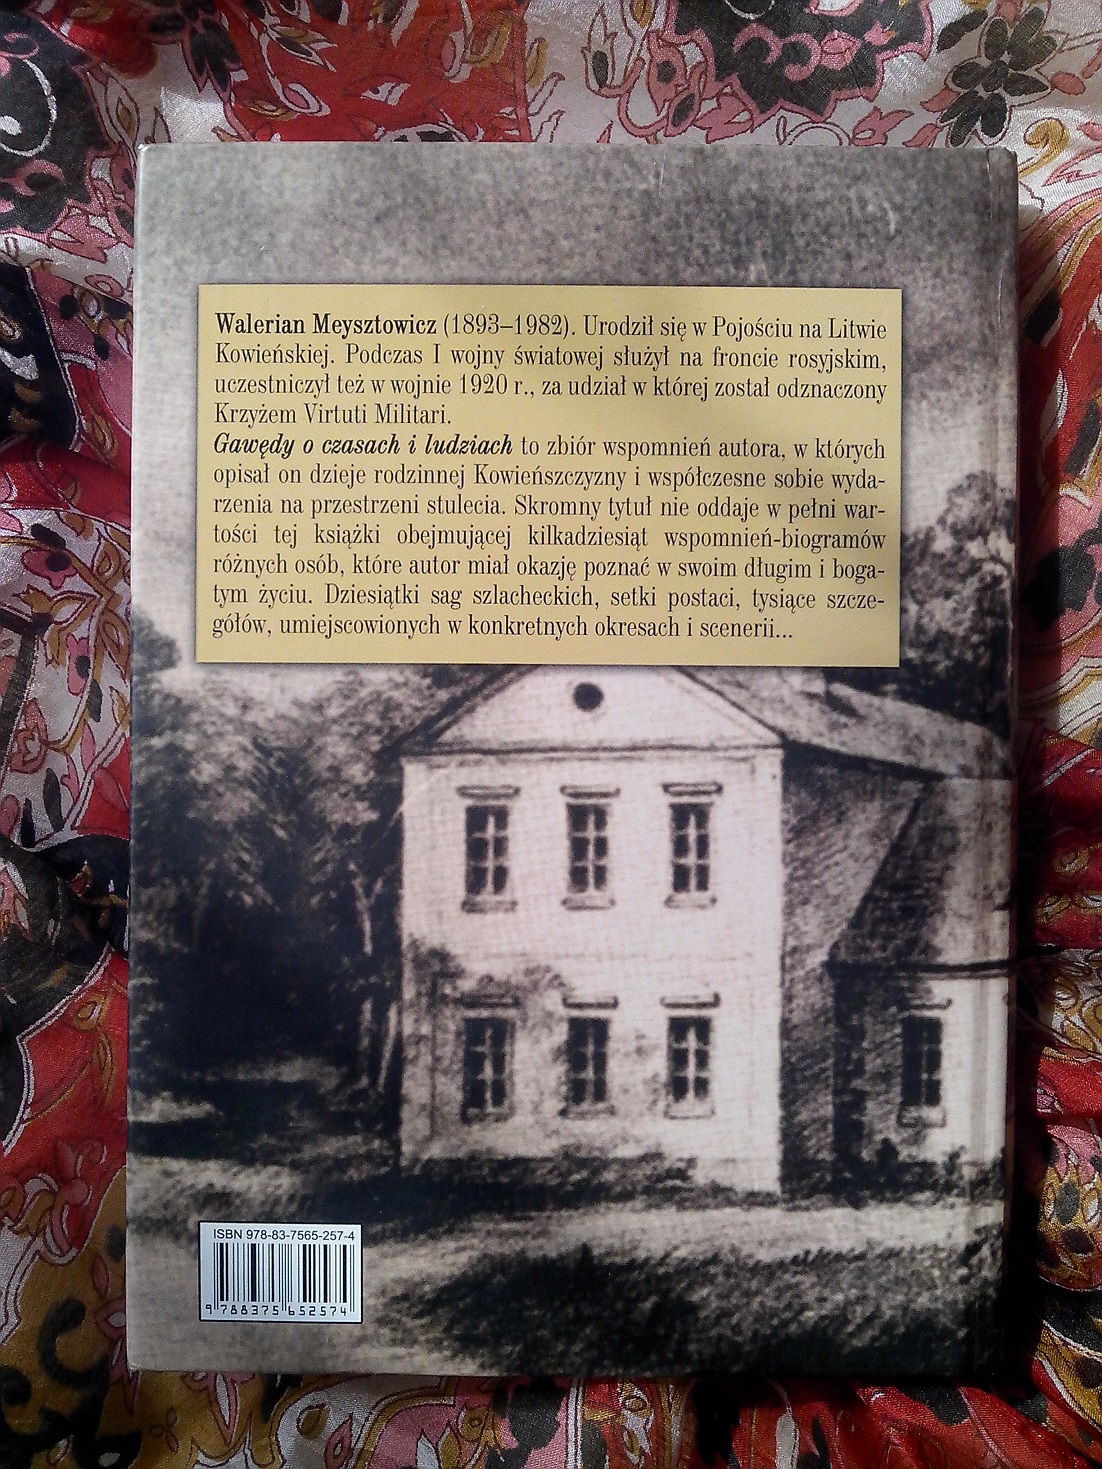 Walerian Meysztowicz (1893–1982). Urodził się w Pojościu na Litwie
Kowieńskiej. Podczas I wojny światowej służył na froncie rosyjskim,
uczestniczył też w wojnie 1920 r., za udział w której został odznaczony
Krzyżem Virtuti Militari.
Gawędy o czasach i ludziach to zbiór wspomnień autora, w których
opisał on dzieje rodzinnej Kowieńszczyzny i współczesne sobie wyda-
rzenia na przestrzeni stulecia. Skromny tytuł nie oddaje w pełni war-
tości tej książki obejmującej kilkadziesiąt wspomnień-biogramów
różnych osób, które autor miał okazję poznać w swoim długim i boga-
tym życiu. Dziesiątki sag szlacheckich, setki postaci, tysiące szcze-
gółów, umiejscowionych w konkretnych okresach i scenerii...
ISBN 978-83-7565-257-4
9 788375 652574